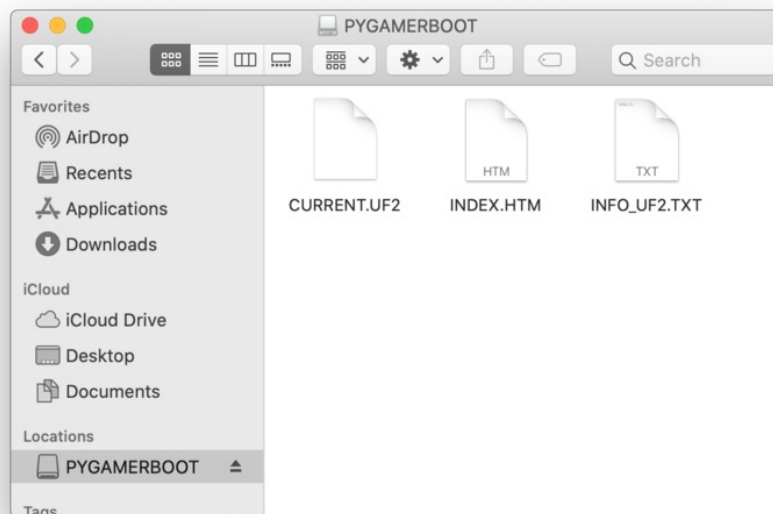 PYGAMERBOOT
Search
Favorites
AirDrop
Recents
Applications
Downloads
iCloud
iCloud Drive
Desktop
Documents
Locations
PYGAMERBOOT
Tags
HTM
TXT
CURRENT.UF2 INDEX.HTM INFO_UF2.TXT